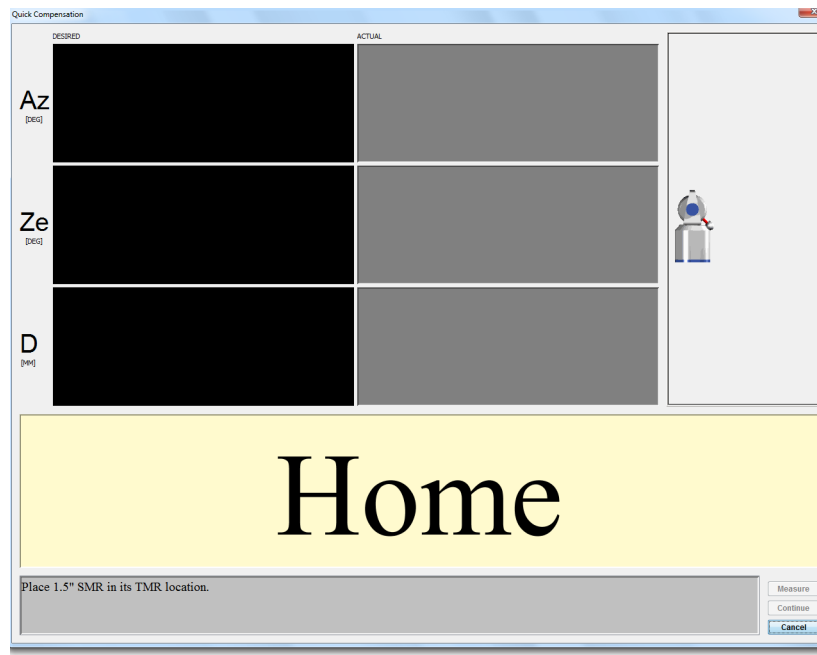 Quick Compensation
DESIRED
ACTUAL
Az
[DEG]
Ze
[DEG]
D
[MM]
Home
Place 1.5" SMR in its TMR location.
Measure
Continue
Cancel